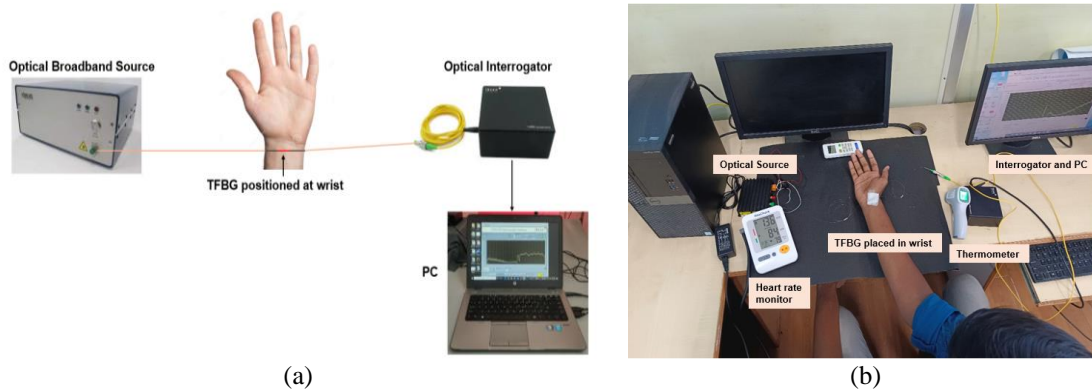 Optical Broadband Source
Optical Interrogator
TFBG positioned at wrist
PC
(a)
Optical Source
Interrogator and PC
TFBG placed in wrist
Thermometer
Heart rate
monitor
(b)